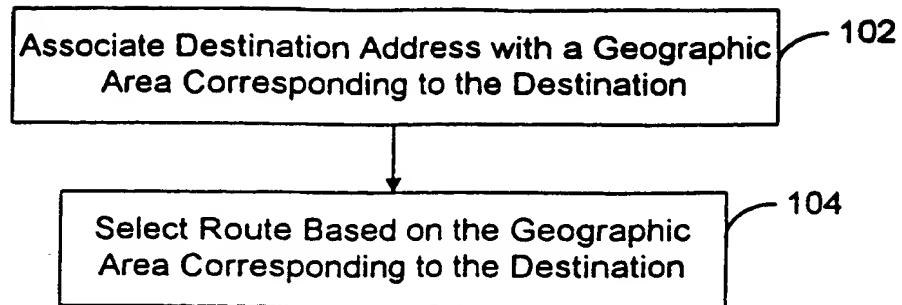 Associate Destination Address with a Geographic
Area Corresponding to the Destination
102
Select Route Based on the Geographic
Area Corresponding to the Destination
104